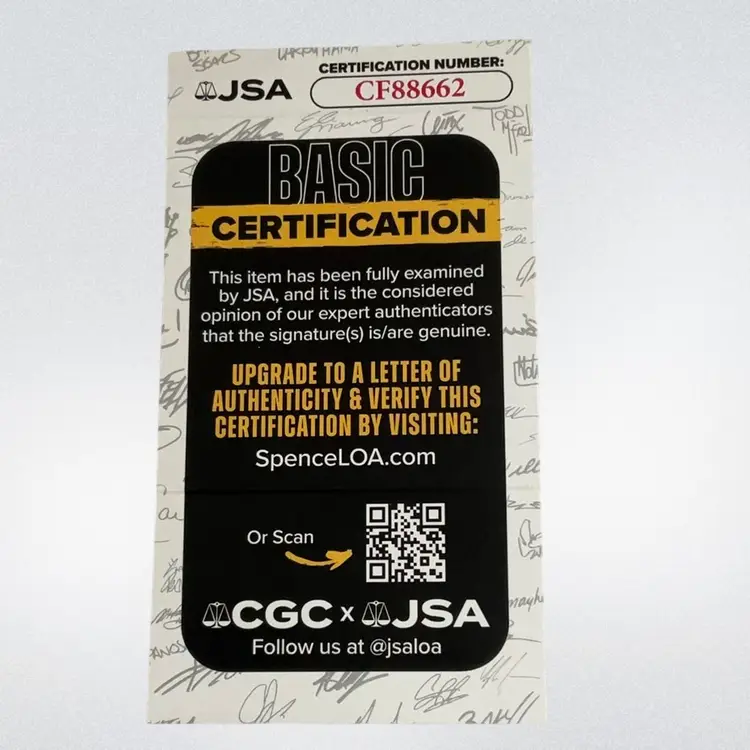 JSA
CERTIFICATION NUMBER:
CF88662
BASIC
CERTIFICATION
This item has been fully examined
by JSA, and it is the considered
opinion of our expert authenticators
that the signature(s) is/are genuine.
UPGRADE TO A LETTER OF
AUTHENTICITY & VERIFY THIS
CERTIFICATION BY VISITING:
SpenceLOA.com
Or Scan
CGC x JSA
Follow us at @jsaloa